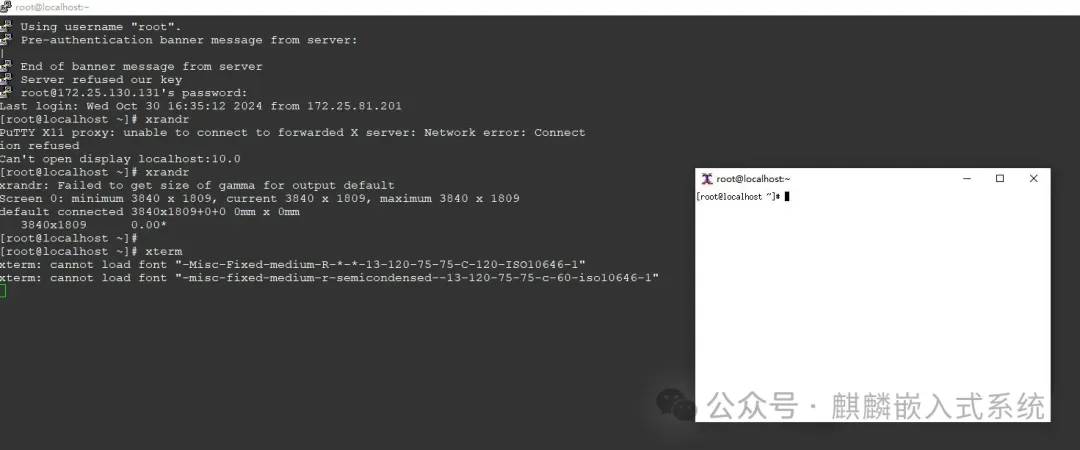 root@localhost:~
Using username "root".
Pre-authentication banner message from server:
|
End of banner message from server
Server refused our key
root@172.25.130.131's password:
Last login: Wed Oct 30 16:35:12 2024 from 172.25.81.201
[root@localhost ~]# xrandr
PuTTY X11 proxy: unable to connect to forwarded X server: Network error: Connect
ion refused
Can't open display localhost:10.0
[root@localhost ~]# xrandr
xrandr: Failed to get size of gamma for output default
Screen 0: minimum 3840 x 1809, current 3840 x 1809, maximum 3840 x 1809
default connected 3840x1809+0+0 0mm x 0mm
3840x1809 0.00*
[root@localhost ~]#
[root@localhost ~]# xterm
xterm: cannot load font "-Misc-Fixed-medium-R-*-*-13-120-75-75-C-120-ISO10646-1"
xterm: cannot load font "-misc-fixed-medium-r-semicondensed--13-120-75-75-c-60-iso10646-1"
root@localhost:~
[root@localhost ~]#
公众号 · 麒麟嵌入式系统